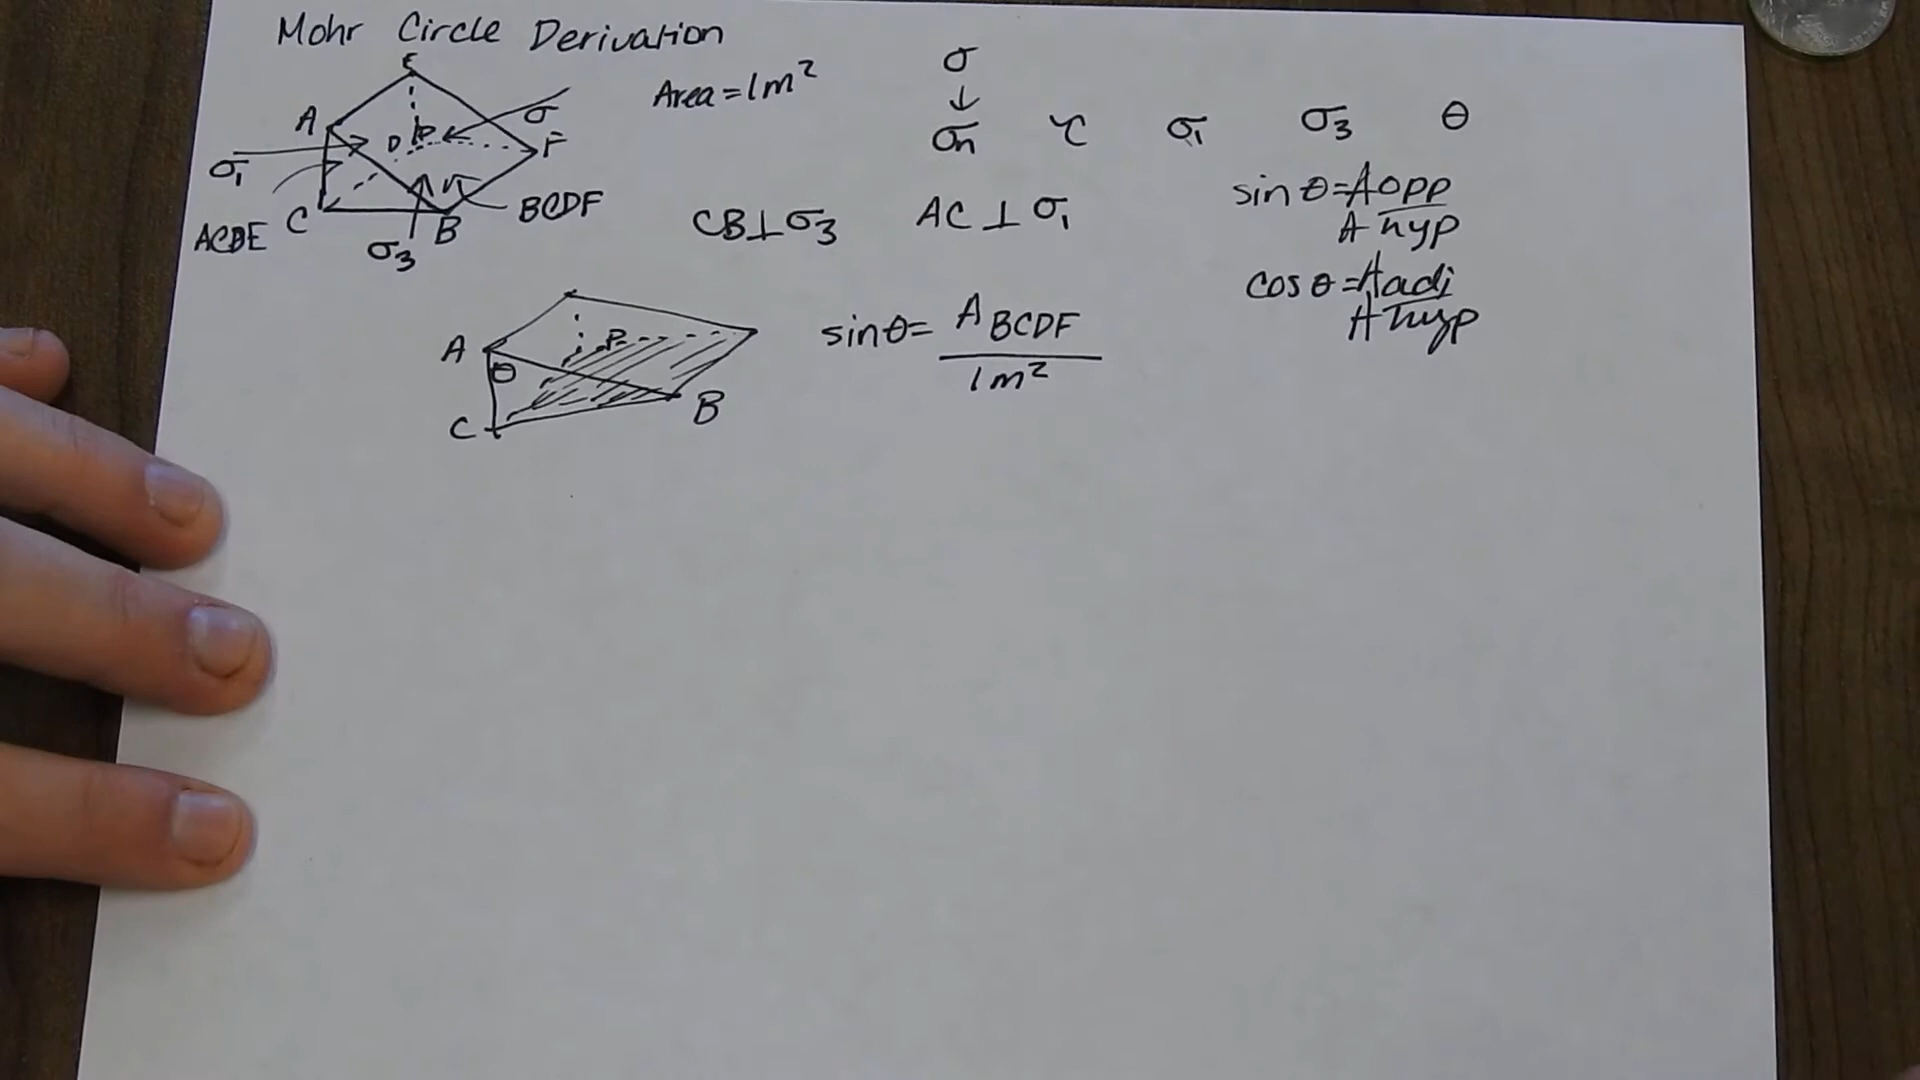 Mohr Circle Derivation
E
A
D
P
σ
F
σ₁
ACDE
C
B
BCDF
σ₃
Area = 1m²
σ
↓
σn τ σ₁ σ₃ θ
CB ⊥ σ₃
AC ⊥ σ₁
sin θ = A opp
A hyp
cos θ = A adj
A hyp
A
θ
P
C
B
sin θ = A BCDF
1m²